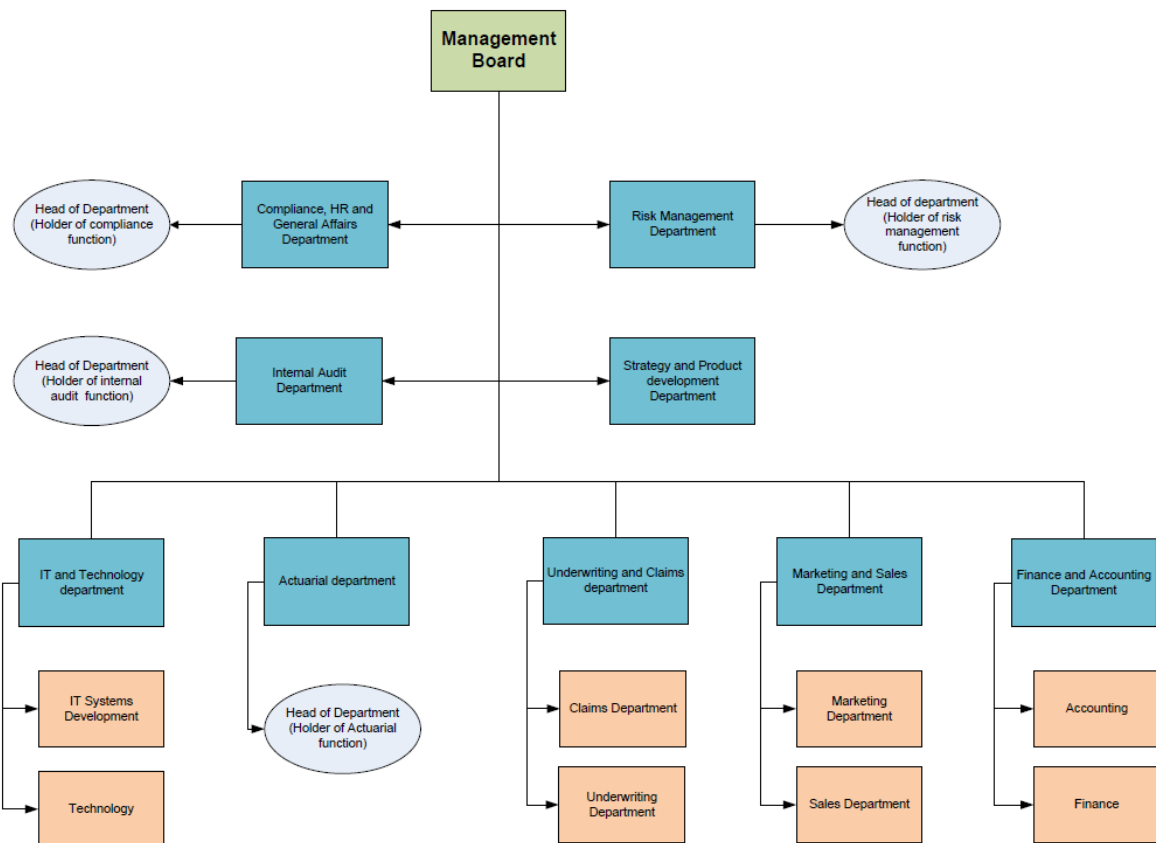 Management
Board
Head of Department
(Holder of compliance
function)
Compliance, HR and
General Affairs
Department
Risk Management
Department
Head of department
(Holder of risk
management
function)
Head of Department
(Holder of internal
audit function)
Internal Audit
Department
Strategy and Product
development
Department
IT and Technology
department
Actuarial department
Underwriting and Claims
department
Marketing and Sales
Department
Finance and Accounting
Department
IT Systems
Development
Head of Department
(Holder of Actuarial
function)
Claims Department
Marketing
Department
Accounting
Technology
Underwriting
Department
Sales Department
Finance